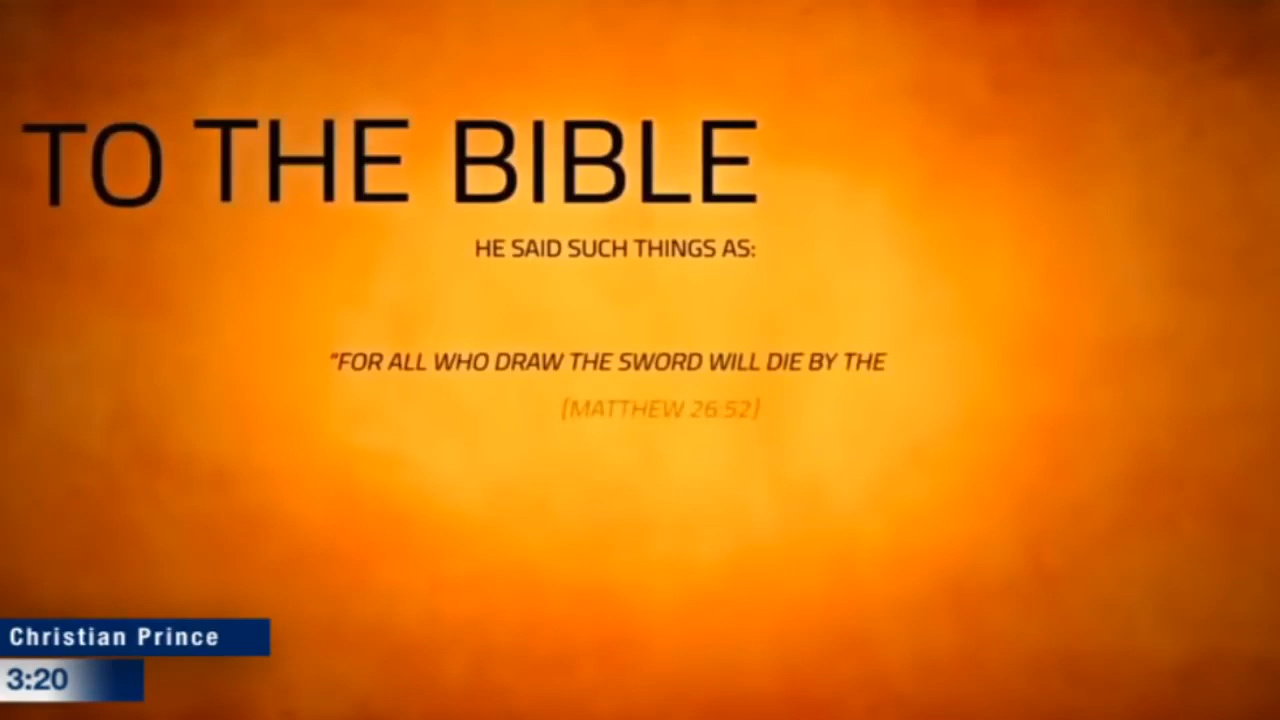 TO THE BIBLE
HE SAID SUCH THINGS AS:
"FOR ALL WHO DRAW THE SWORD WILL DIE BY THE
[MATTHEW 26:52]
Christian Prince
3:20